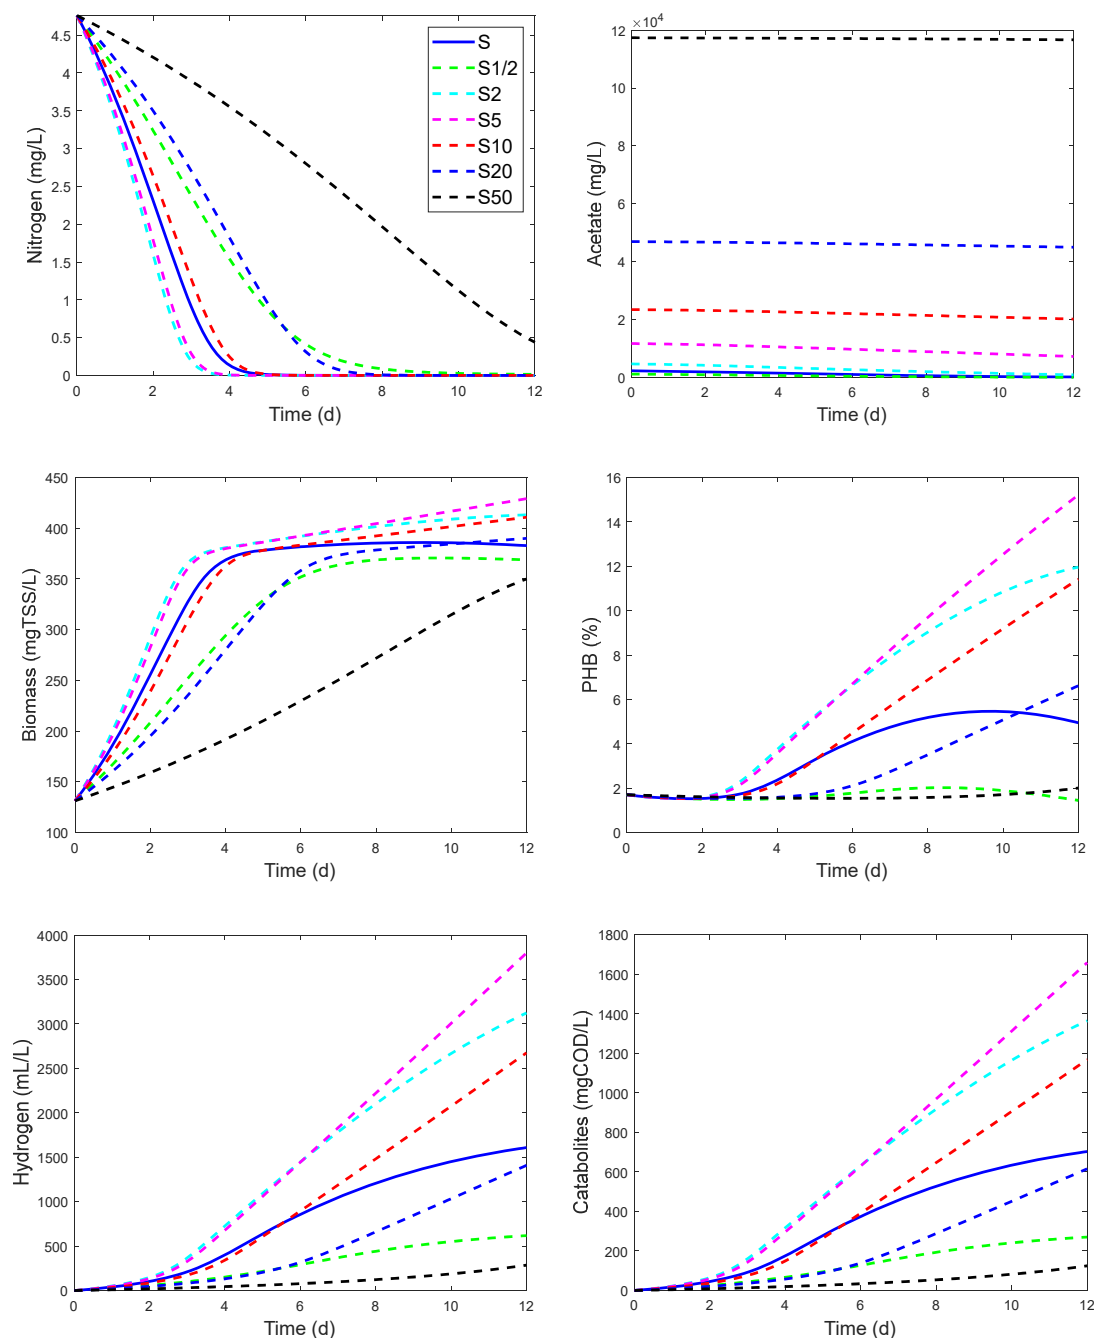 4.5
4
3.5
3
2.5
2
1.5
1
0.5
0
Nitrogen (mg/L)
0 2 4 6 8 10 12
Time (d)
S
S1/2
S2
S5
S10
S20
S50
×10⁴
12
10
8
6
4
2
0
Acetate (mg/L)
0 2 4 6 8 10 12
Time (d)
450
400
350
300
250
200
150
100
Biomass (mgTSS/L)
0 2 4 6 8 10 12
Time (d)
16
14
12
10
8
6
4
2
0
PHB (%)
0 2 4 6 8 10 12
Time (d)
4000
3500
3000
2500
2000
1500
1000
500
0
Hydrogen (mL/L)
0 2 4 6 8 10 12
Time (d)
1800
1600
1400
1200
1000
800
600
400
200
0
Catabolites (mgCOD/L)
0 2 4 6 8 10 12
Time (d)